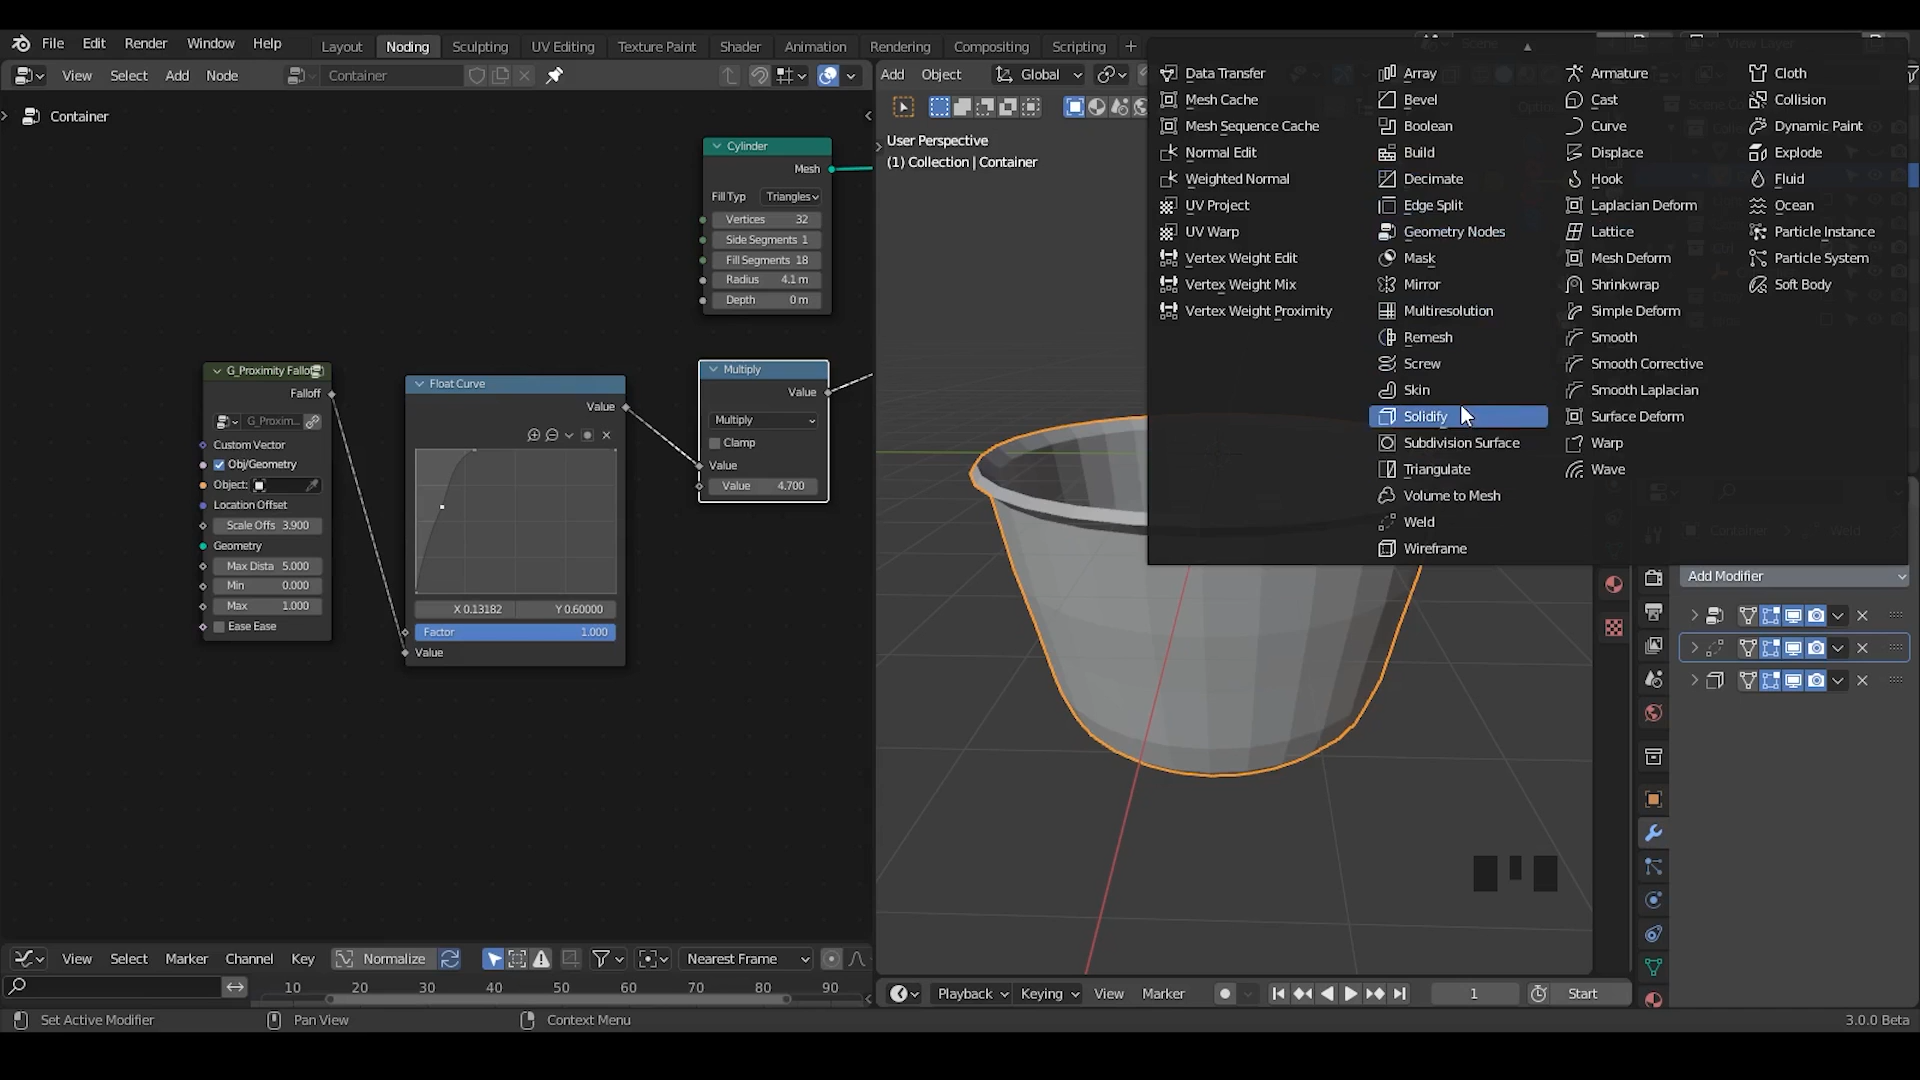 File Edit Render Window Help
Layout Noding Sculpting UV Editing Texture Paint Shader Animation Rendering Compositing Scripting +
View Select Add Node Container
Add Object Global
Container
Cylinder
Mesh
Fill Typ Triangles
Vertices 32
Side Segments 1
Fill Segments 18
Radius 4.1 m
Depth 0 m
G_Proximity Fallof
Falloff
G_Proxim...
Custom Vector
Obj/Geometry
Object:
Location Offset
Scale Offs 3.900
Geometry
Max Dista 5.000
Min 0.000
Max 1.000
Ease Ease
Float Curve
Value
X 0.13182 Y 0.60000
Factor 1.000
Value
Multiply
Value
Multiply
Clamp
Value
Value 4.700
User Perspective
(1) Collection | Container
Data Transfer
Mesh Cache
Mesh Sequence Cache
Normal Edit
Weighted Normal
UV Project
UV Warp
Vertex Weight Edit
Vertex Weight Mix
Vertex Weight Proximity
Array
Bevel
Boolean
Build
Decimate
Edge Split
Geometry Nodes
Mask
Mirror
Multiresolution
Remesh
Screw
Skin
Solidify
Subdivision Surface
Triangulate
Volume to Mesh
Weld
Wireframe
Armature
Cast
Curve
Displace
Hook
Laplacian Deform
Lattice
Mesh Deform
Shrinkwrap
Simple Deform
Smooth
Smooth Corrective
Smooth Laplacian
Surface Deform
Warp
Wave
Cloth
Collision
Dynamic Paint
Explode
Fluid
Ocean
Particle Instance
Particle System
Soft Body
Scene View Layer
Container Weld
Add Modifier
View Select Marker Channel Key Normalize Nearest Frame
10 20 30 40 50 60 70 80 90
Playback Keying View Marker 1 Start
Set Active Modifier Pan View Context Menu 3.0.0 Beta